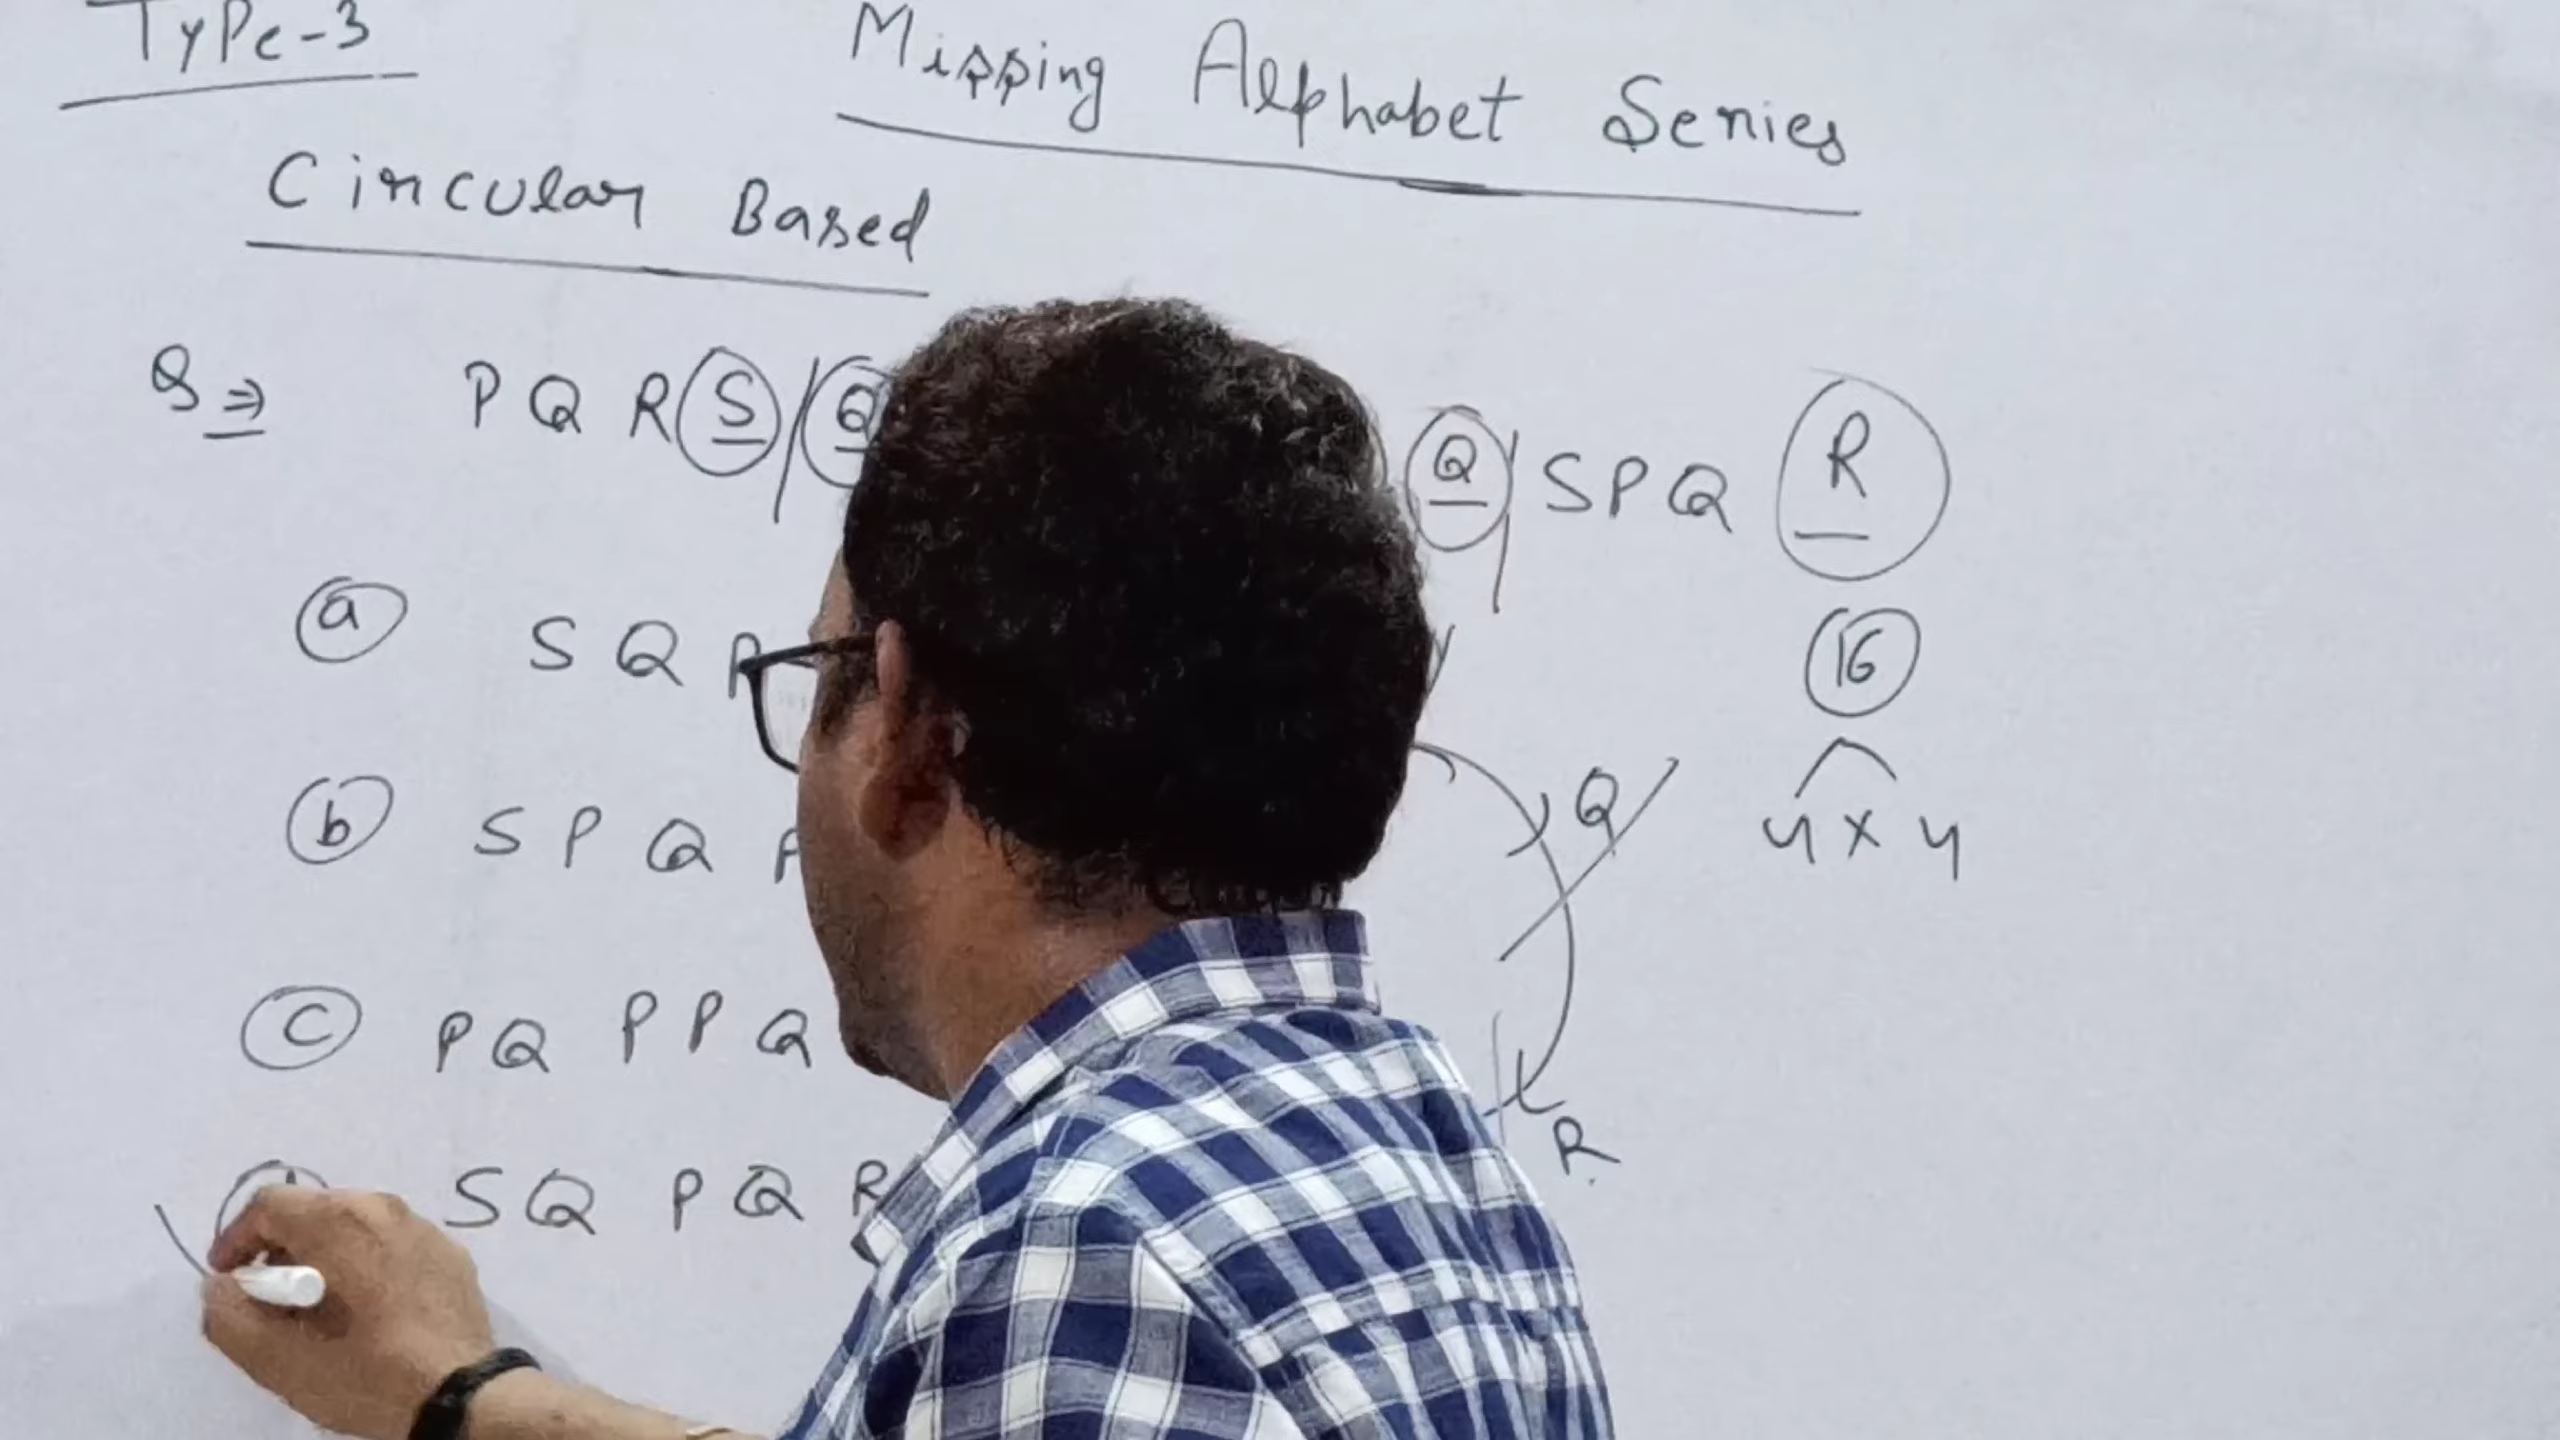 Type-3
Missing Alphabet Series
Circular Based
Q ⇒ P Q R S / Q Q / S P Q R
a S Q R
16
b S P Q
Q
4 x 4
c P Q P P Q
R
S Q P Q R